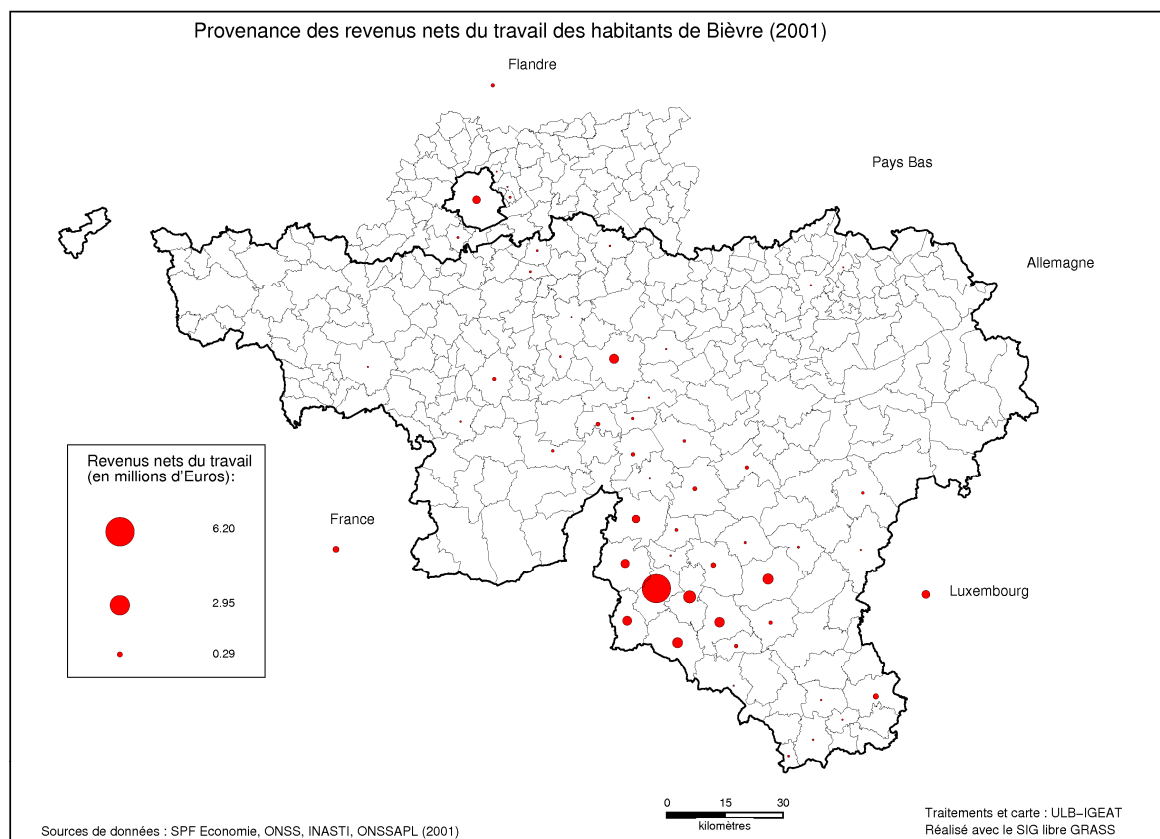 Provenance des revenus nets du travail des habitants de Bièvre (2001)
Flandre
Pays Bas
Allemagne
Revenus nets du travail
(en millions d'Euros):
6.20
2.95
0.29
France
Luxembourg
0 15 30
kilomètres
Sources de données : SPF Economie, ONSS, INASTI, ONSSAPL (2001)
Traitements et carte : ULB-IGEAT
Réalisé avec le SIG libre GRASS